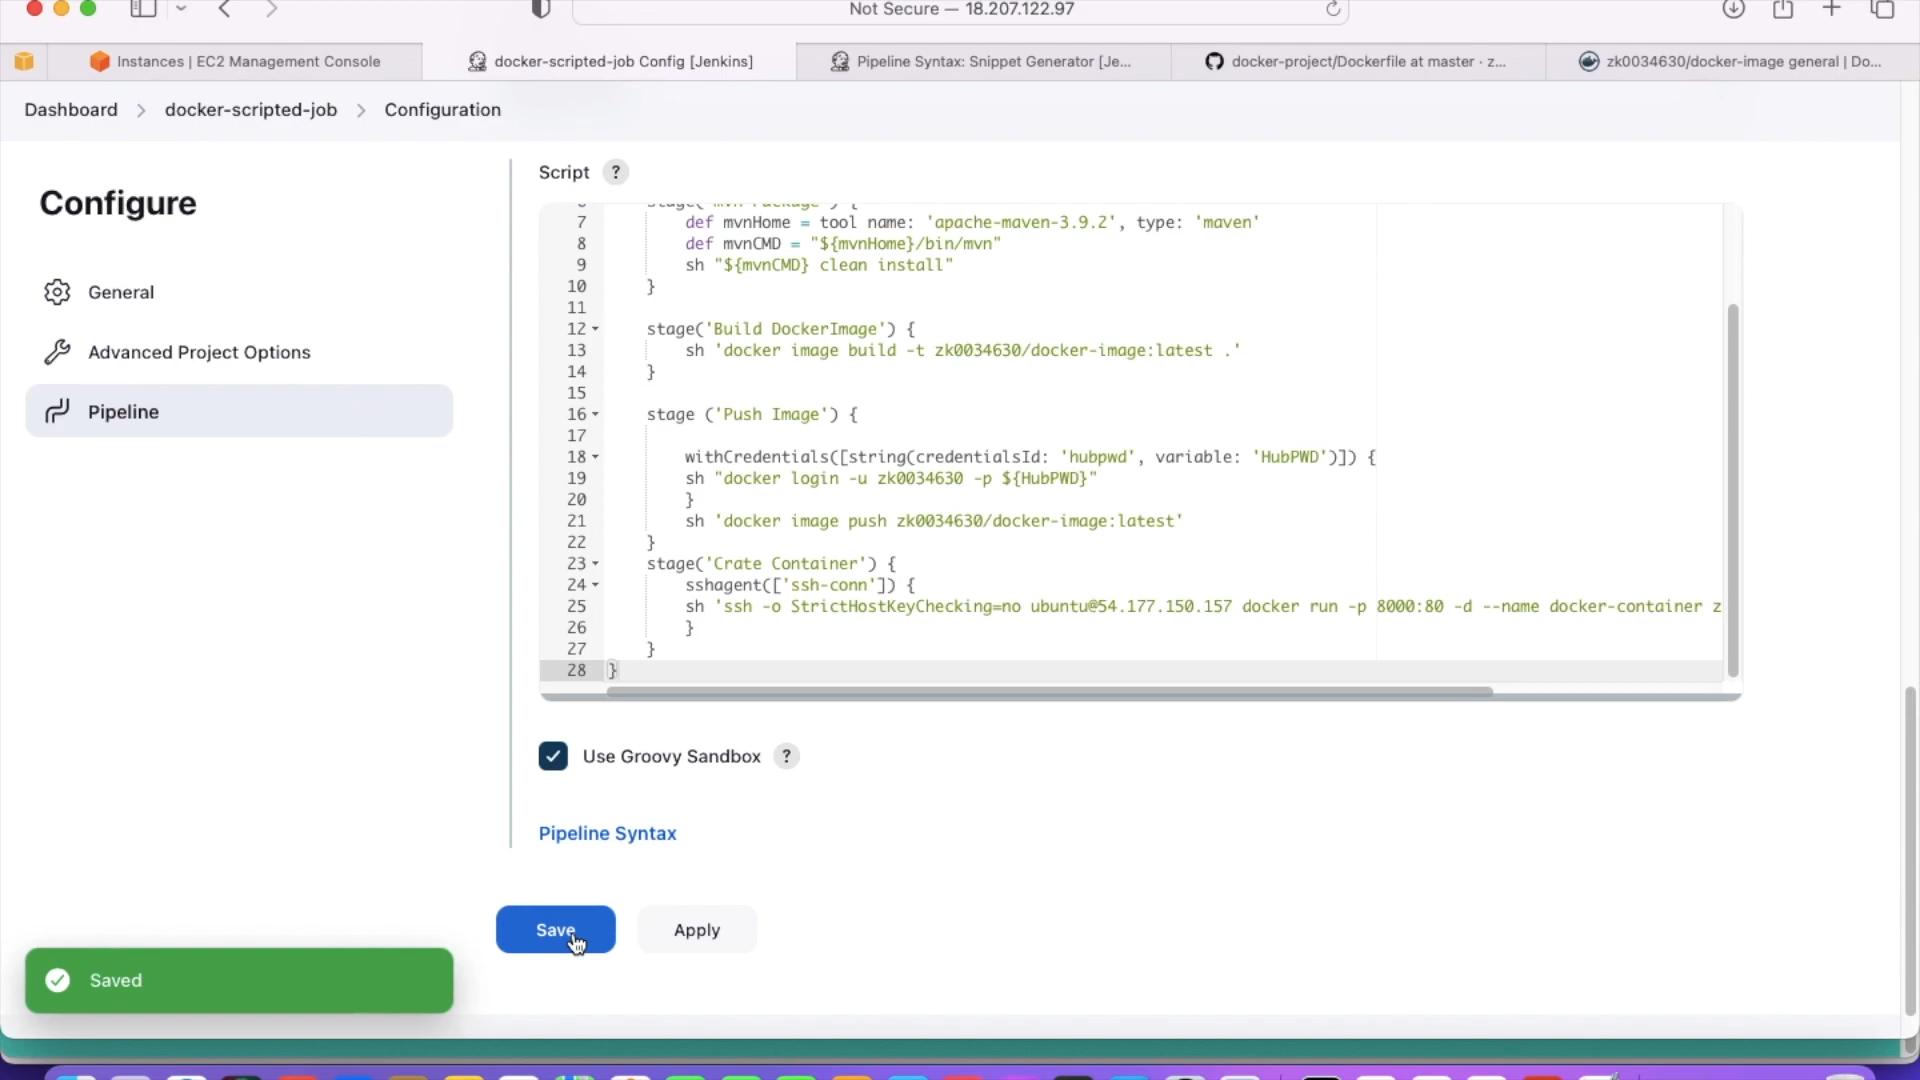 Not Secure — 18.207.122.97
Instances | EC2 Management Console
docker-scripted-job Config [Jenkins]
Pipeline Syntax: Snippet Generator [Je...
docker-project/Dockerfile at master · z...
zk0034630/docker-image general | Do...
Dashboard > docker-scripted-job > Configuration
Configure
General
Advanced Project Options
Pipeline
Script ?
6 stage('mvn Package') {
7 def mvnHome = tool name: 'apache-maven-3.9.2', type: 'maven'
8 def mvnCMD = "${mvnHome}/bin/mvn"
9 sh "${mvnCMD} clean install"
10 }
11
12 stage('Build DockerImage') {
13 sh 'docker image build -t zk0034630/docker-image:latest .'
14 }
15
16 stage ('Push Image') {
17
18 withCredentials([string(credentialsId: 'hubpwd', variable: 'HubPWD')]) {
19 sh "docker login -u zk0034630 -p ${HubPWD}"
20 }
21 sh 'docker image push zk0034630/docker-image:latest'
22 }
23 stage('Crate Container') {
24 sshagent(['ssh-conn']) {
25 sh 'ssh -o StrictHostKeyChecking=no ubuntu@54.177.150.157 docker run -p 8000:80 -d --name docker-container z
26 }
27 }
28 }
Use Groovy Sandbox ?
Pipeline Syntax
Save
Apply
Saved